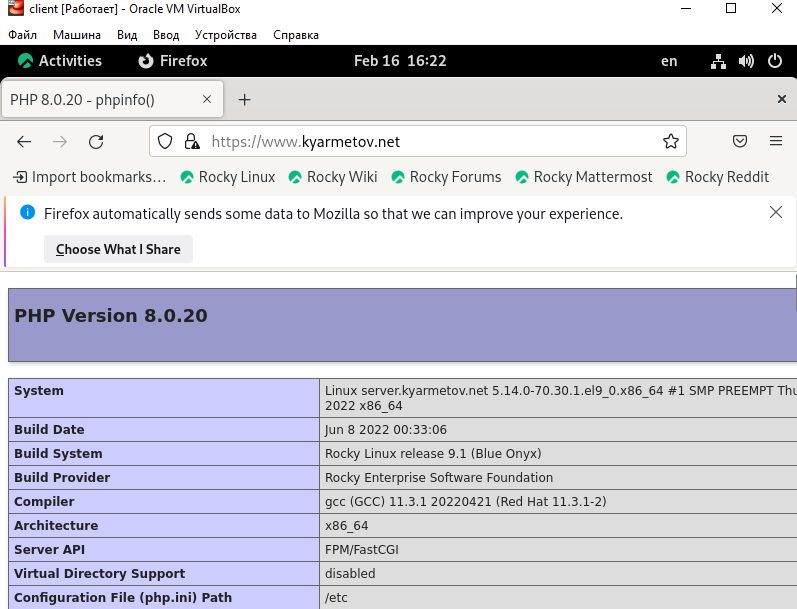 client [Работает] - Oracle VM VirtualBox
Файл Машина Вид Ввод Устройства Справка
Activities Firefox Feb 16 16:22 en
PHP 8.0.20 - phpinfo()
https://www.kyarmetov.net
Import bookmarks… Rocky Linux Rocky Wiki Rocky Forums Rocky Mattermost Rocky Reddit
Firefox automatically sends some data to Mozilla so that we can improve your experience.
Choose What I Share
PHP Version 8.0.20
System Linux server.kyarmetov.net 5.14.0-70.30.1.el9_0.x86_64 #1 SMP PREEMPT Thu
2022 x86_64
Build Date Jun 8 2022 00:33:06
Build System Rocky Linux release 9.1 (Blue Onyx)
Build Provider Rocky Enterprise Software Foundation
Compiler gcc (GCC) 11.3.1 20220421 (Red Hat 11.3.1-2)
Architecture x86_64
Server API FPM/FastCGI
Virtual Directory Support disabled
Configuration File (php.ini) Path /etc